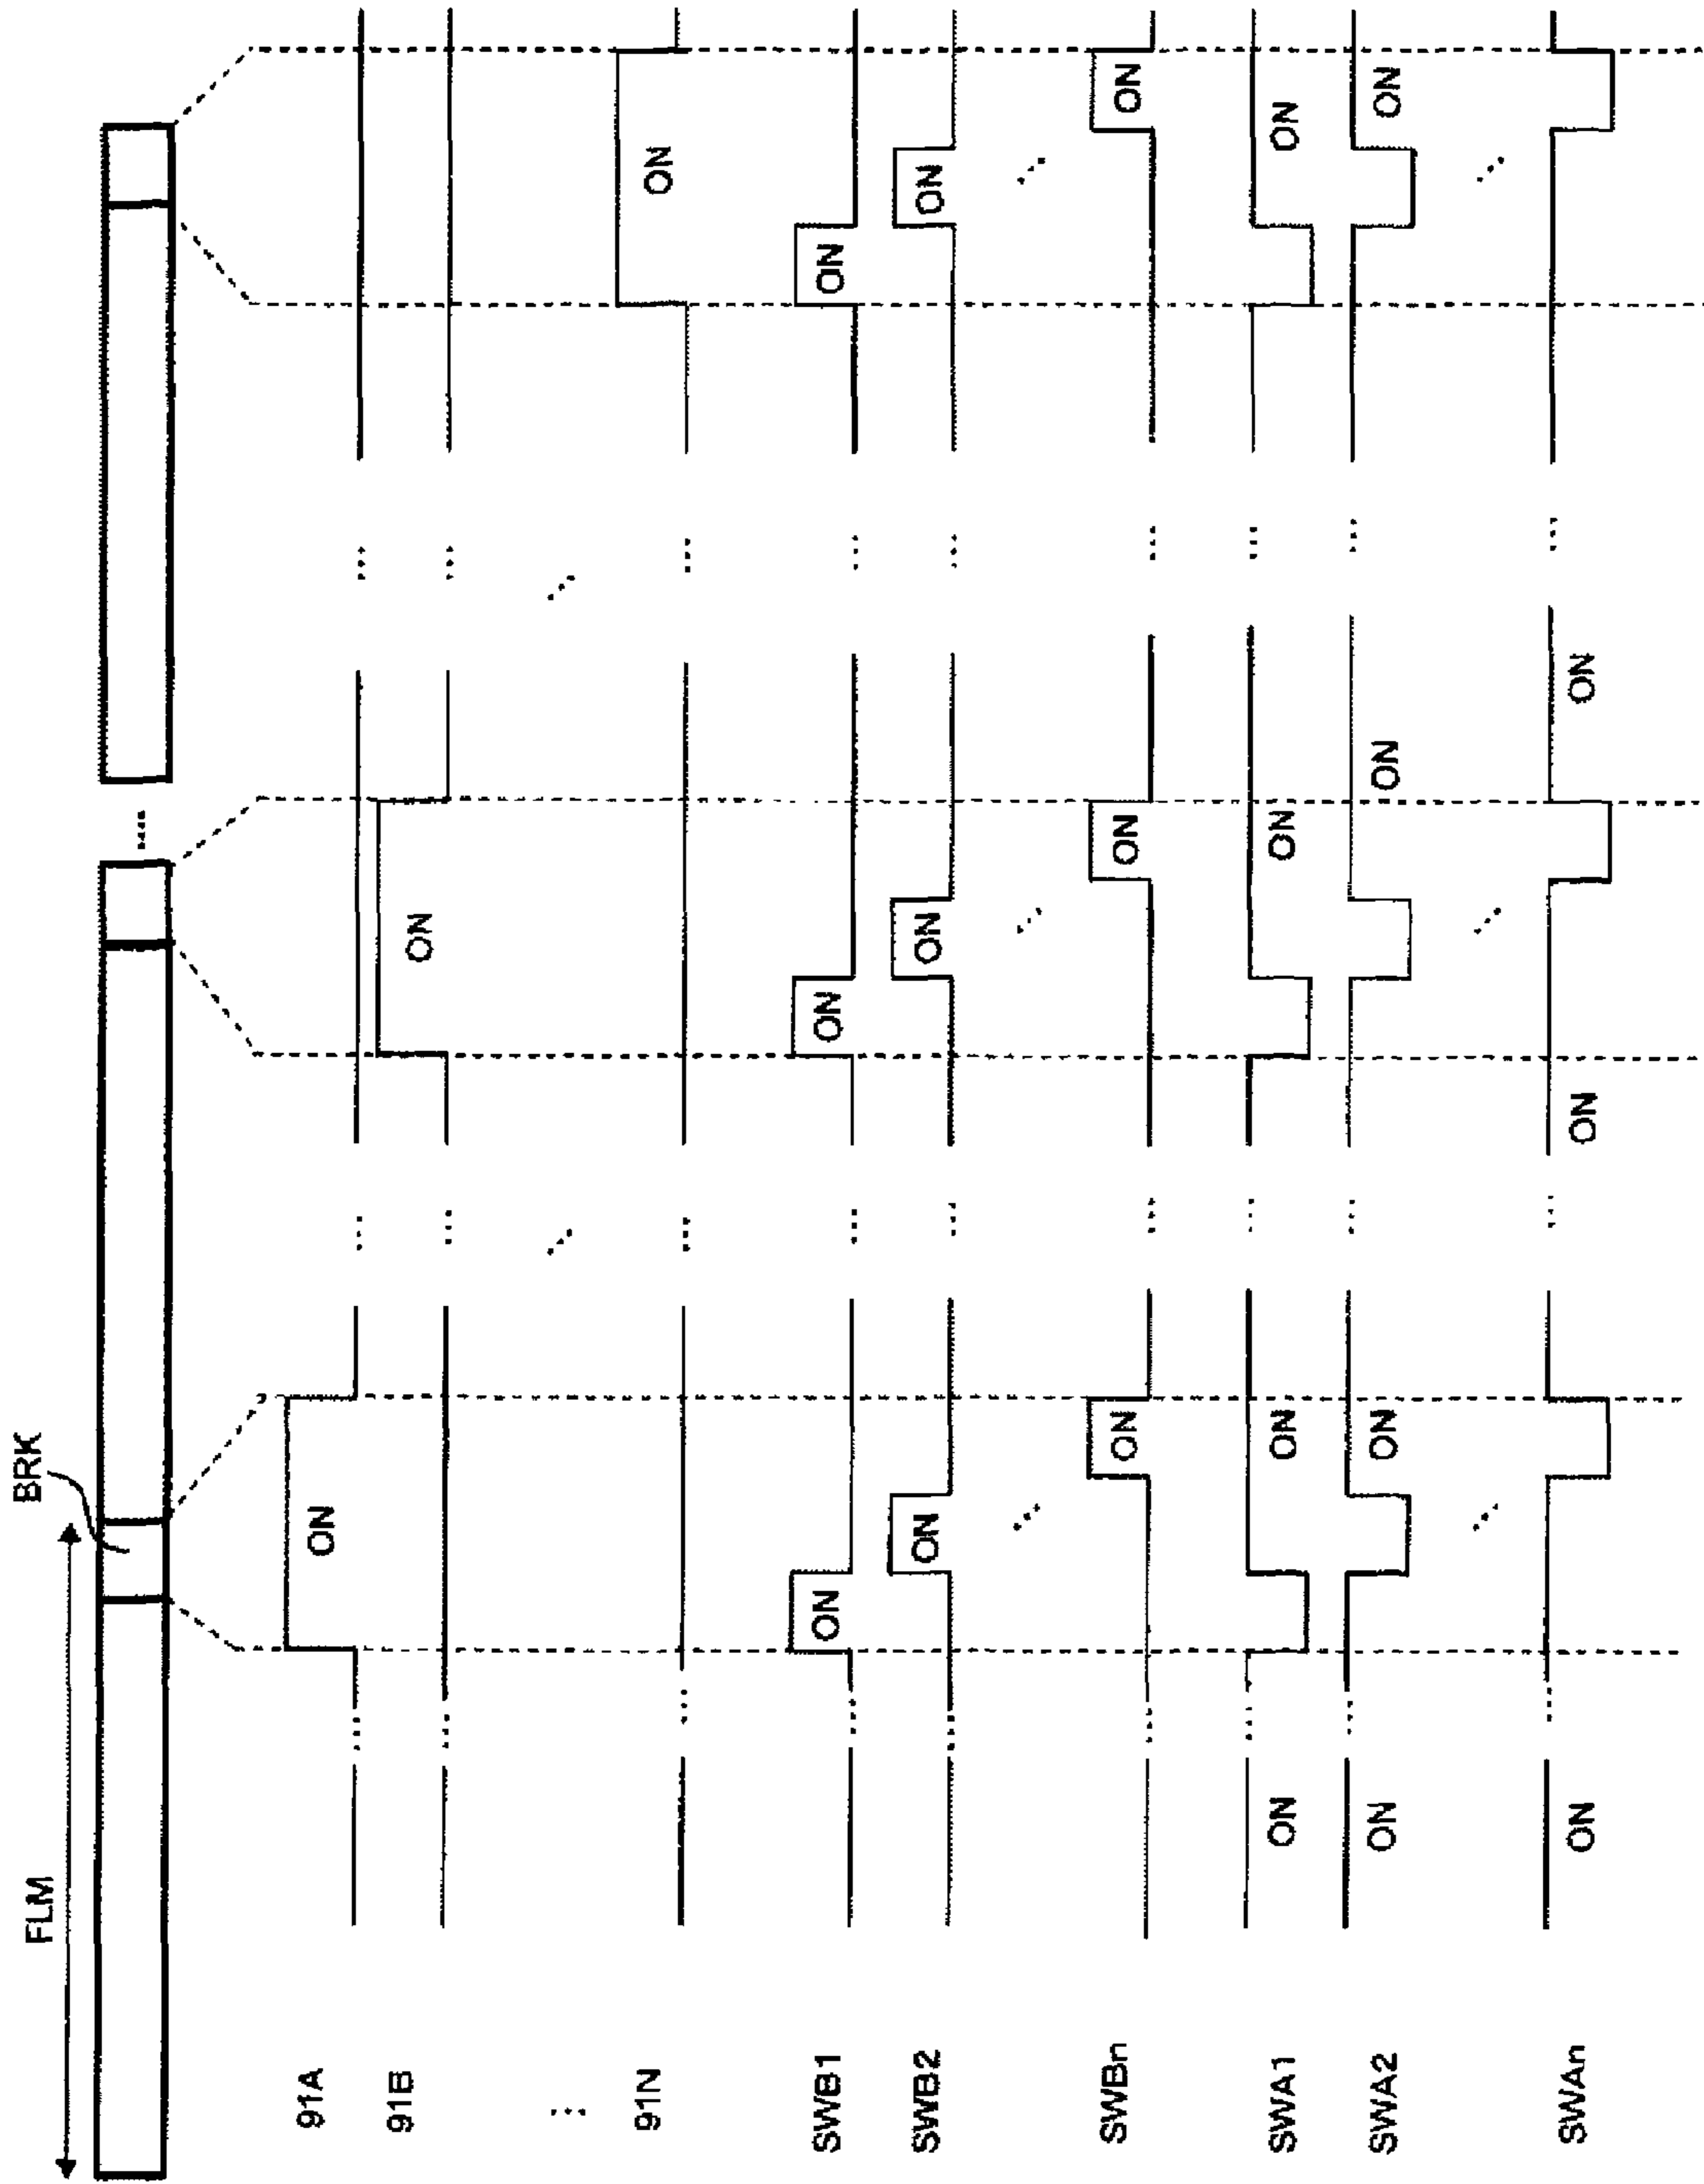 FLM BRK
91A ON
91B ON
⋮
91N ON
SWB1 ON ON ON
SWB2 ON ON ON
SWBn ON ON ON
SWA1 ON ON ON ON
SWA2 ON ON ON ON
SWAn ON ON ON